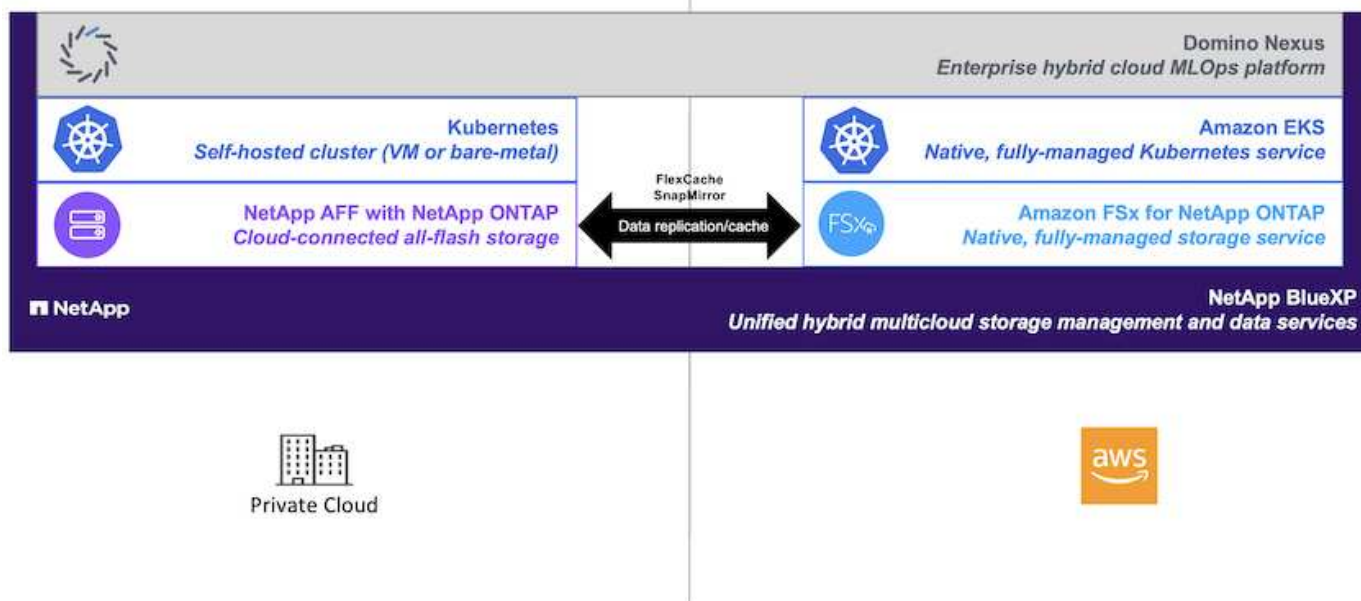 Domino Nexus
Enterprise hybrid cloud MLOps platform
Kubernetes
Self-hosted cluster (VM or bare-metal)
Amazon EKS
Native, fully-managed Kubernetes service
FlexCache
SnapMirror
Data replication/cache
NetApp AFF with NetApp ONTAP
Cloud-connected all-flash storage
FSx
Amazon FSx for NetApp ONTAP
Native, fully-managed storage service
NetApp
NetApp BlueXP
Unified hybrid multicloud storage management and data services
Private Cloud
aws